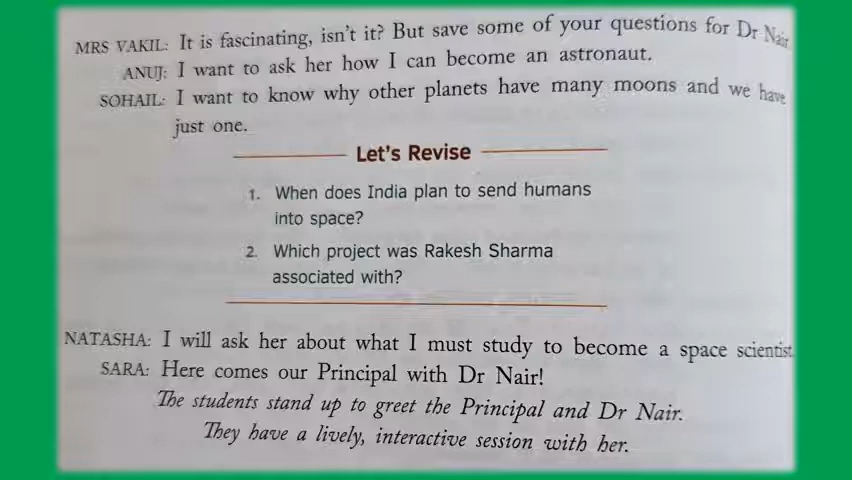 MRS VAKIL: It is fascinating, isn't it? But save some of your questions for Dr Nair
ANUJ: I want to ask her how I can become an astronaut.
SOHAIL: I want to know why other planets have many moons and we have
just one.
Let's Revise
1. When does India plan to send humans
into space?
2. Which project was Rakesh Sharma
associated with?
NATASHA: I will ask her about what I must study to become a space scientist
SARA: Here comes our Principal with Dr Nair!
The students stand up to greet the Principal and Dr Nair.
They have a lively, interactive session with her.